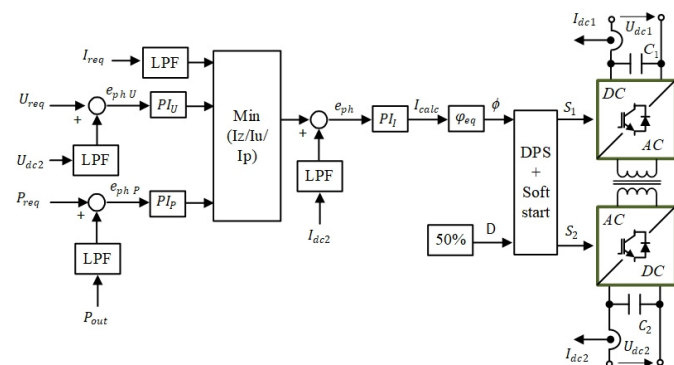 I_req
LPF
U_req
+
e_ph U
PI_U
U_dc2
LPF
P_req
+
e_ph P
PI_P
LPF
P_out
Min
(Iz/Iu/
Ip)
+
e_ph
PI_I
I_calc
φ_eq
ϕ
LPF
I_dc2
50%
D
DPS
+
Soft
start
S_1
S_2
I_dc1
U_dc1
C_1
DC
AC
AC
DC
C_2
U_dc2
I_dc2